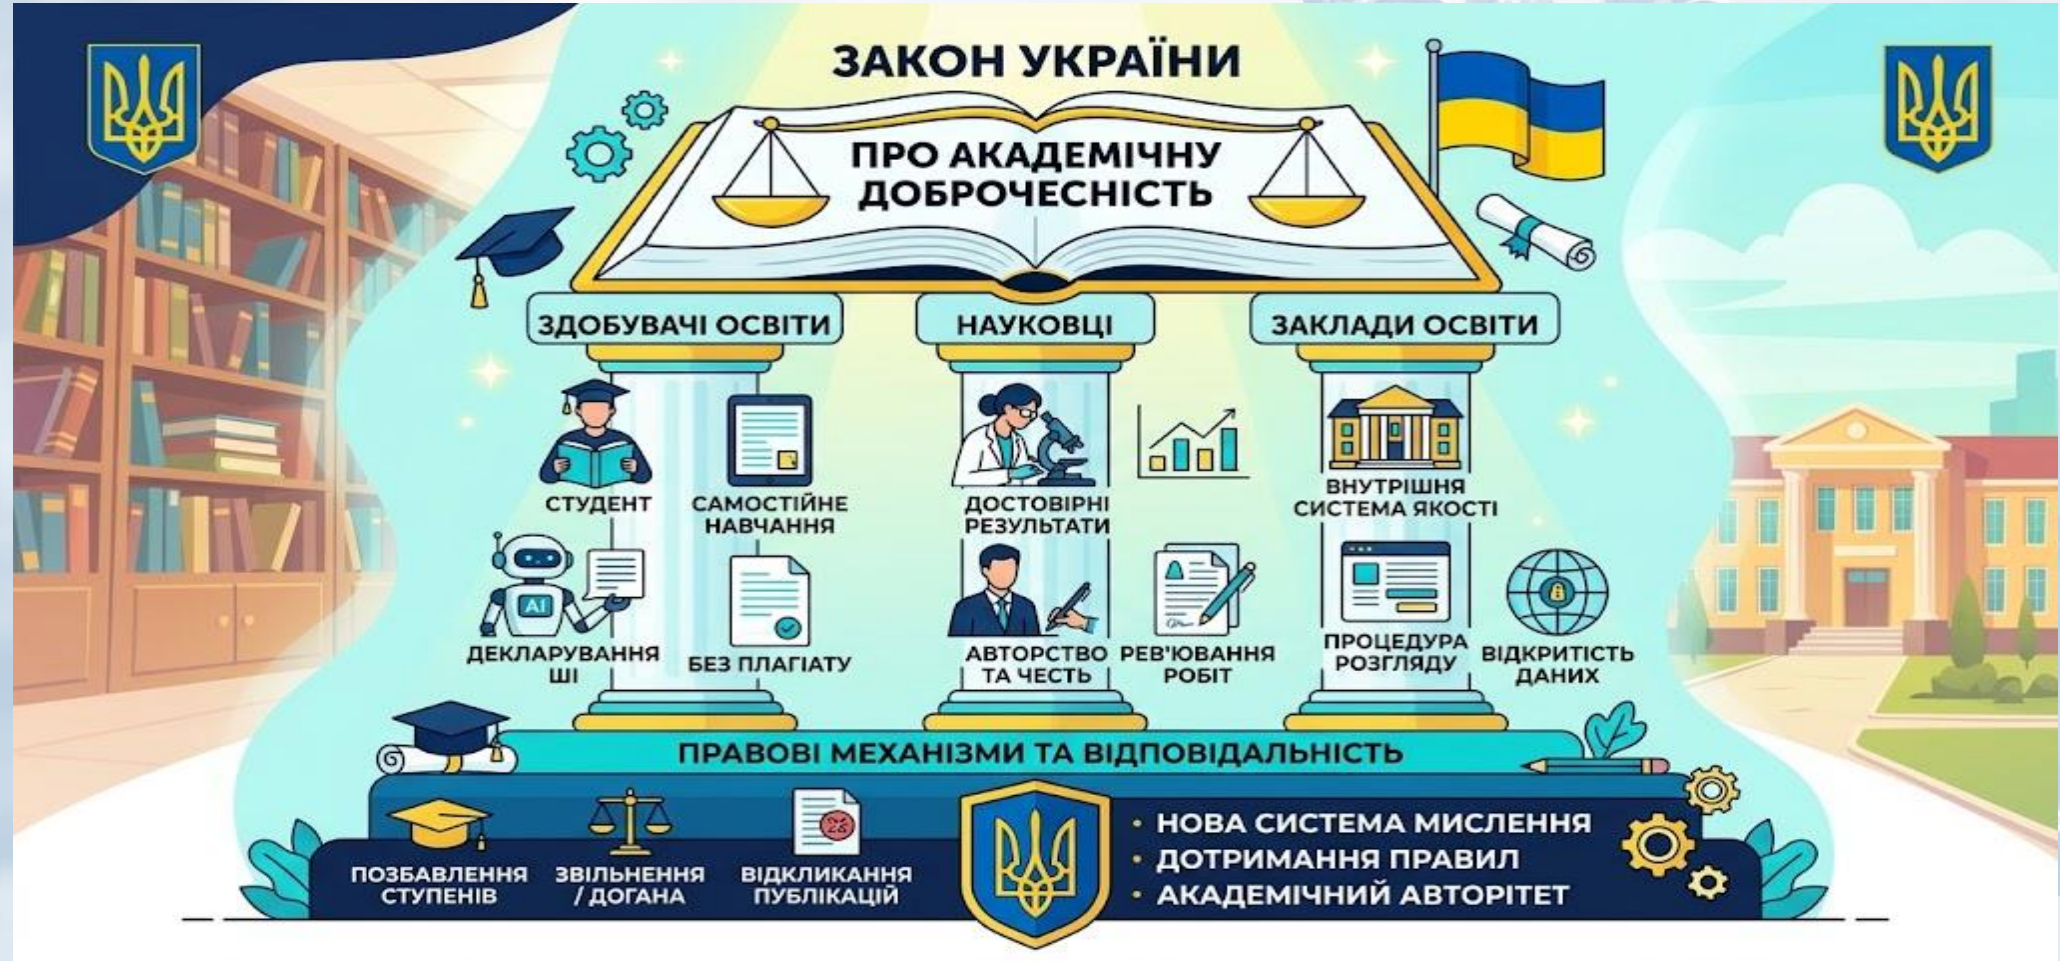 ЗАКОН УКРАЇНИ
ПРО АКАДЕМІЧНУ
ДОБРОЧЕСНІСТЬ
ЗДОБУВАЧІ ОСВІТИ
СТУДЕНТ
САМОСТІЙНЕ
НАВЧАННЯ
AI
ДЕКЛАРУВАННЯ
ШІ
БЕЗ ПЛАГІАТУ
НАУКОВЦІ
ДОСТОВІРНІ
РЕЗУЛЬТАТИ
АВТОРСТВО
ТА ЧЕСТЬ
РЕВ'ЮВАННЯ
РОБІТ
ЗАКЛАДИ ОСВІТИ
ВНУТРІШНЯ
СИСТЕМА ЯКОСТІ
ПРОЦЕДУРА
РОЗГЛЯДУ
ВІДКРИТІСТЬ
ДАНИХ
ПРАВОВІ МЕХАНІЗМИ ТА ВІДПОВІДАЛЬНІСТЬ
ПОЗБАВЛЕННЯ
СТУПЕНІВ
ЗВІЛЬНЕННЯ
/ ДОГАНА
ВІДКЛИКАННЯ
ПУБЛІКАЦІЙ
• НОВА СИСТЕМА МИСЛЕННЯ
• ДОТРИМАННЯ ПРАВИЛ
• АКАДЕМІЧНИЙ АВТОРІТЕТ